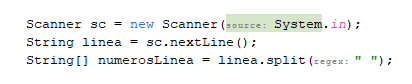 Scanner sc = new Scanner( source: System.in);
String linea = sc.nextLine();
String[] numerosLinea = linea.split( regex: " ");